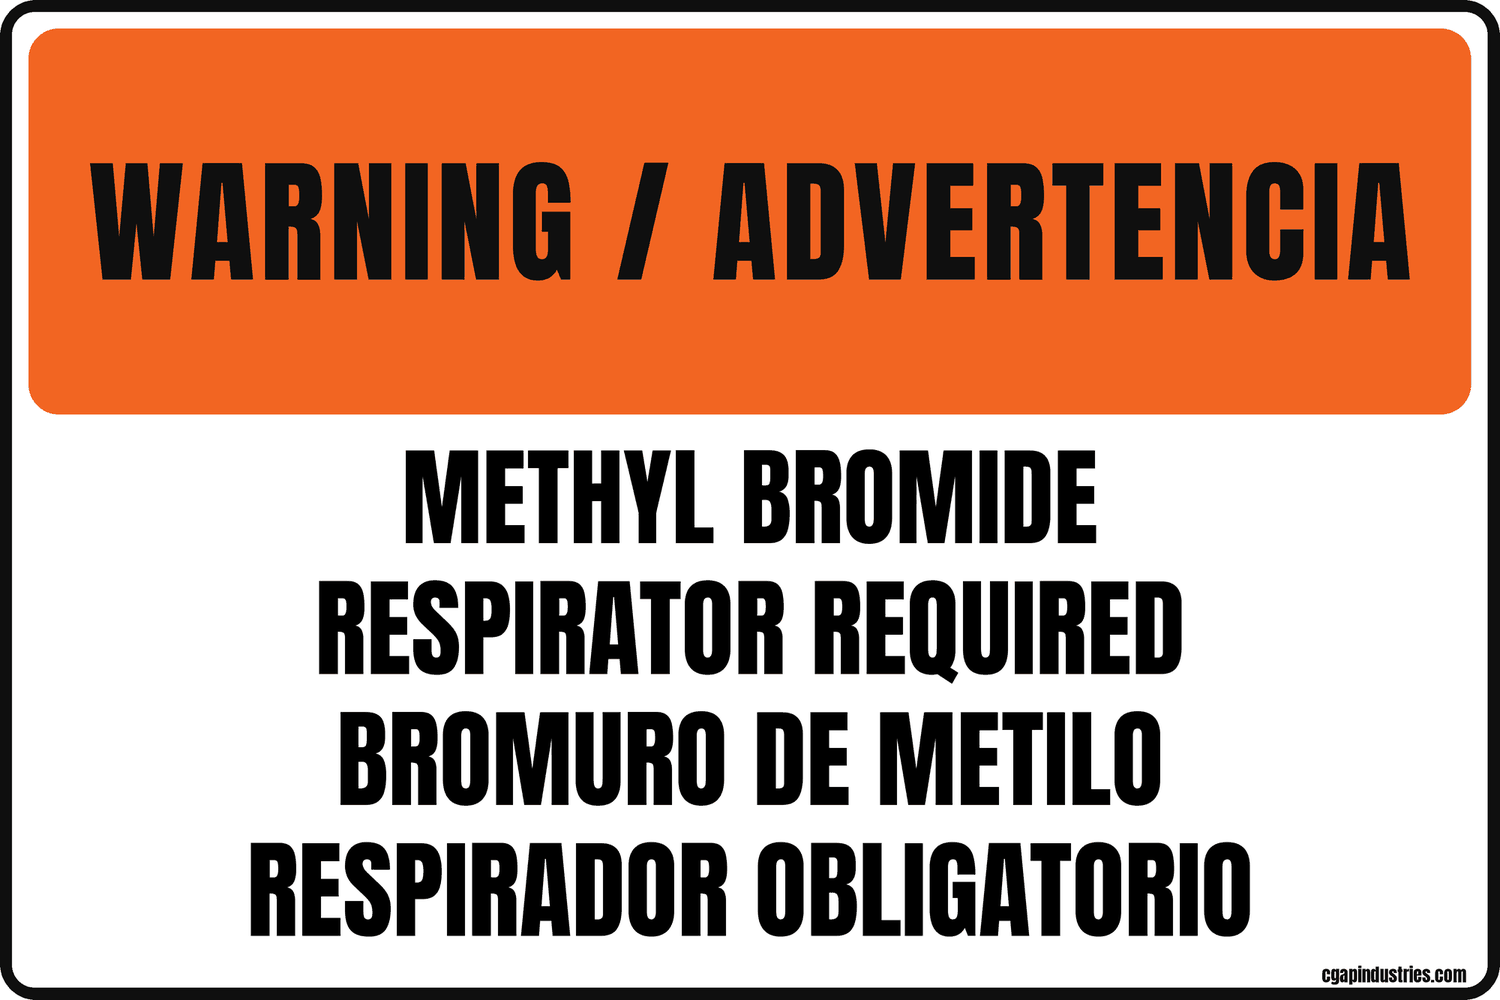 WARNING / ADVERTENCIA
METHYL BROMIDE
RESPIRATOR REQUIRED
BROMURO DE METILO
RESPIRADOR OBLIGATORIO
cgapindustries.com